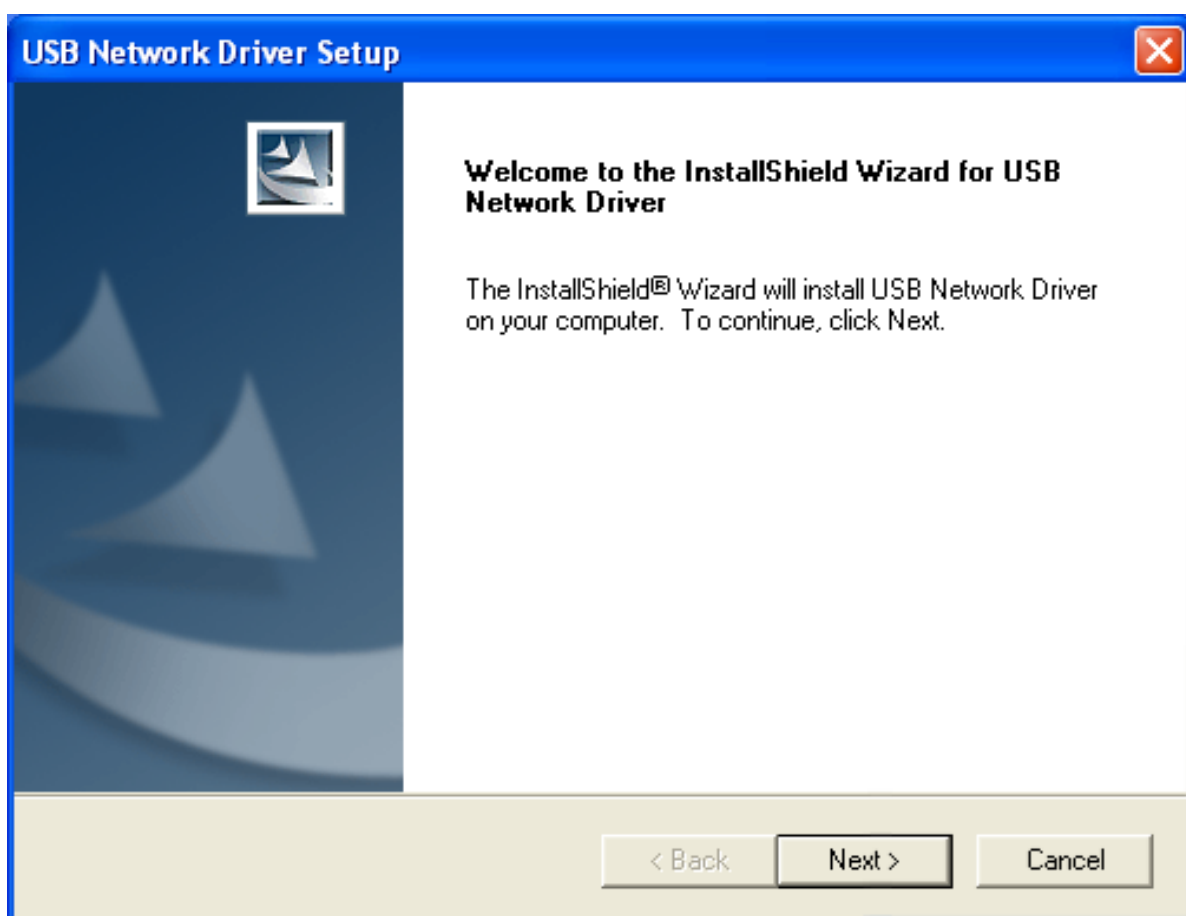 USB Network Driver Setup
Welcome to the InstallShield Wizard for USB
Network Driver
The InstallShield® Wizard will install USB Network Driver
on your computer.  To continue, click Next.
< Back
Next >
Cancel